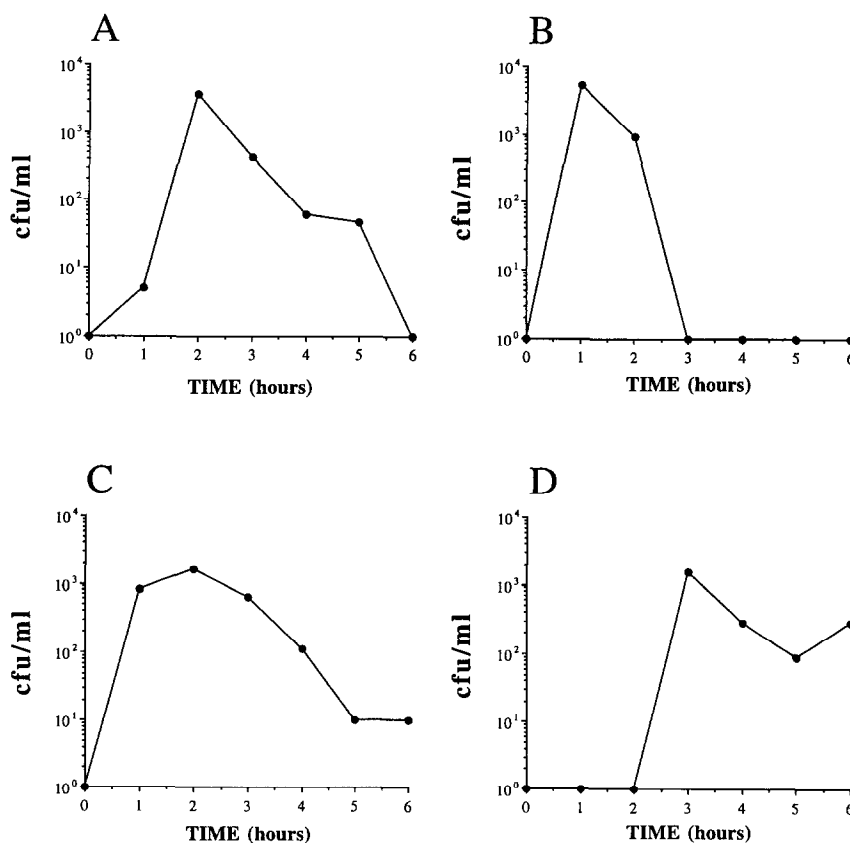 A
cfu/ml
10⁴
10³
10²
10¹
10⁰
0 1 2 3 4 5 6
TIME (hours)
B
cfu/ml
10⁴
10³
10²
10¹
10⁰
0 1 2 3 4 5 6
TIME (hours)
C
cfu/ml
10⁴
10³
10²
10¹
10⁰
0 1 2 3 4 5 6
TIME (hours)
D
cfu/ml
10⁴
10³
10²
10¹
10⁰
0 1 2 3 4 5 6
TIME (hours)